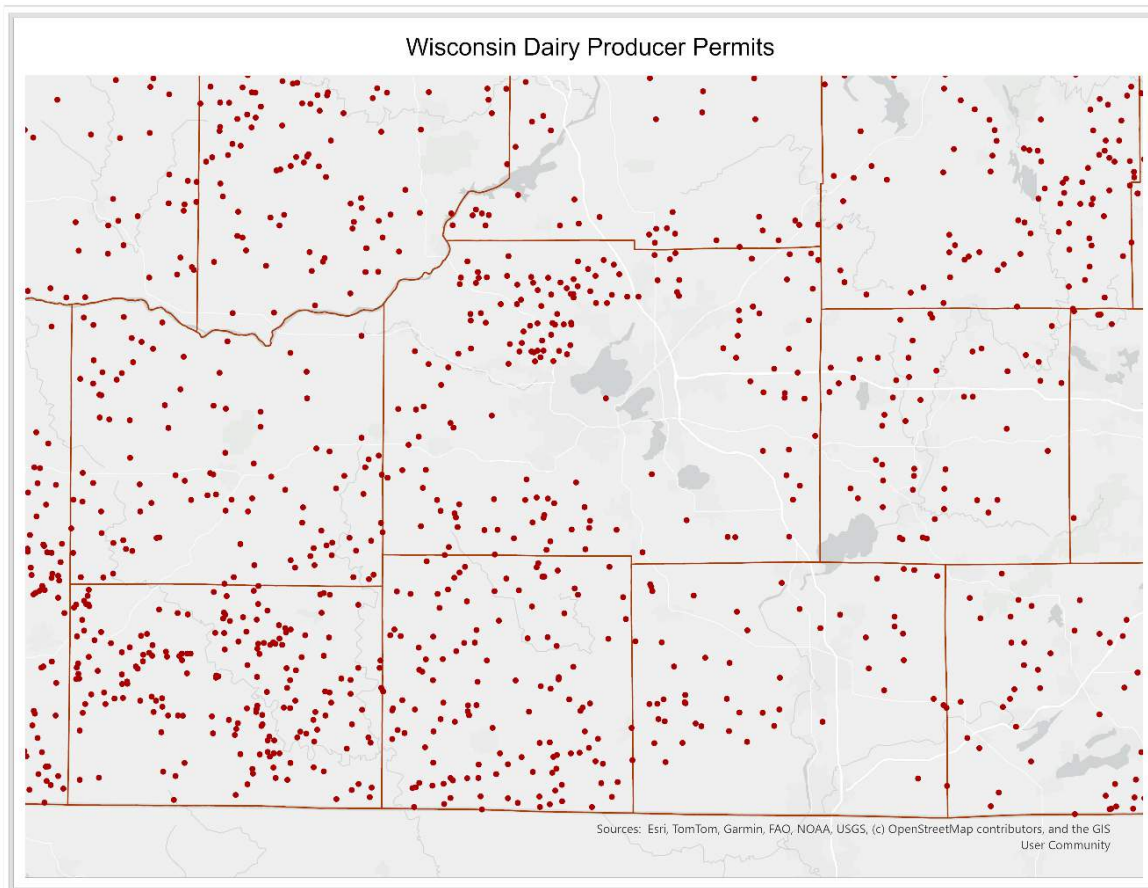 Wisconsin Dairy Producer Permits
Sources: Esri, TomTom, Garmin, FAO, NOAA, USGS, (c) OpenStreetMap contributors, and the GIS
User Community